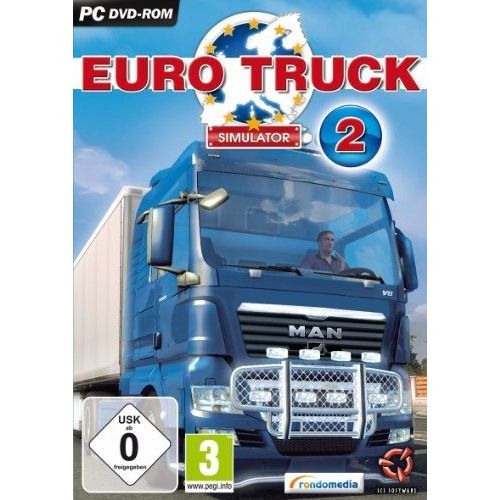 PC DVD-ROM
EURO TRUCK
SIMULATOR
2
V8
MAN
USK
ab
0
freigegeben
3
www.pegi.info
rondomedia
SCS SOFTWARE